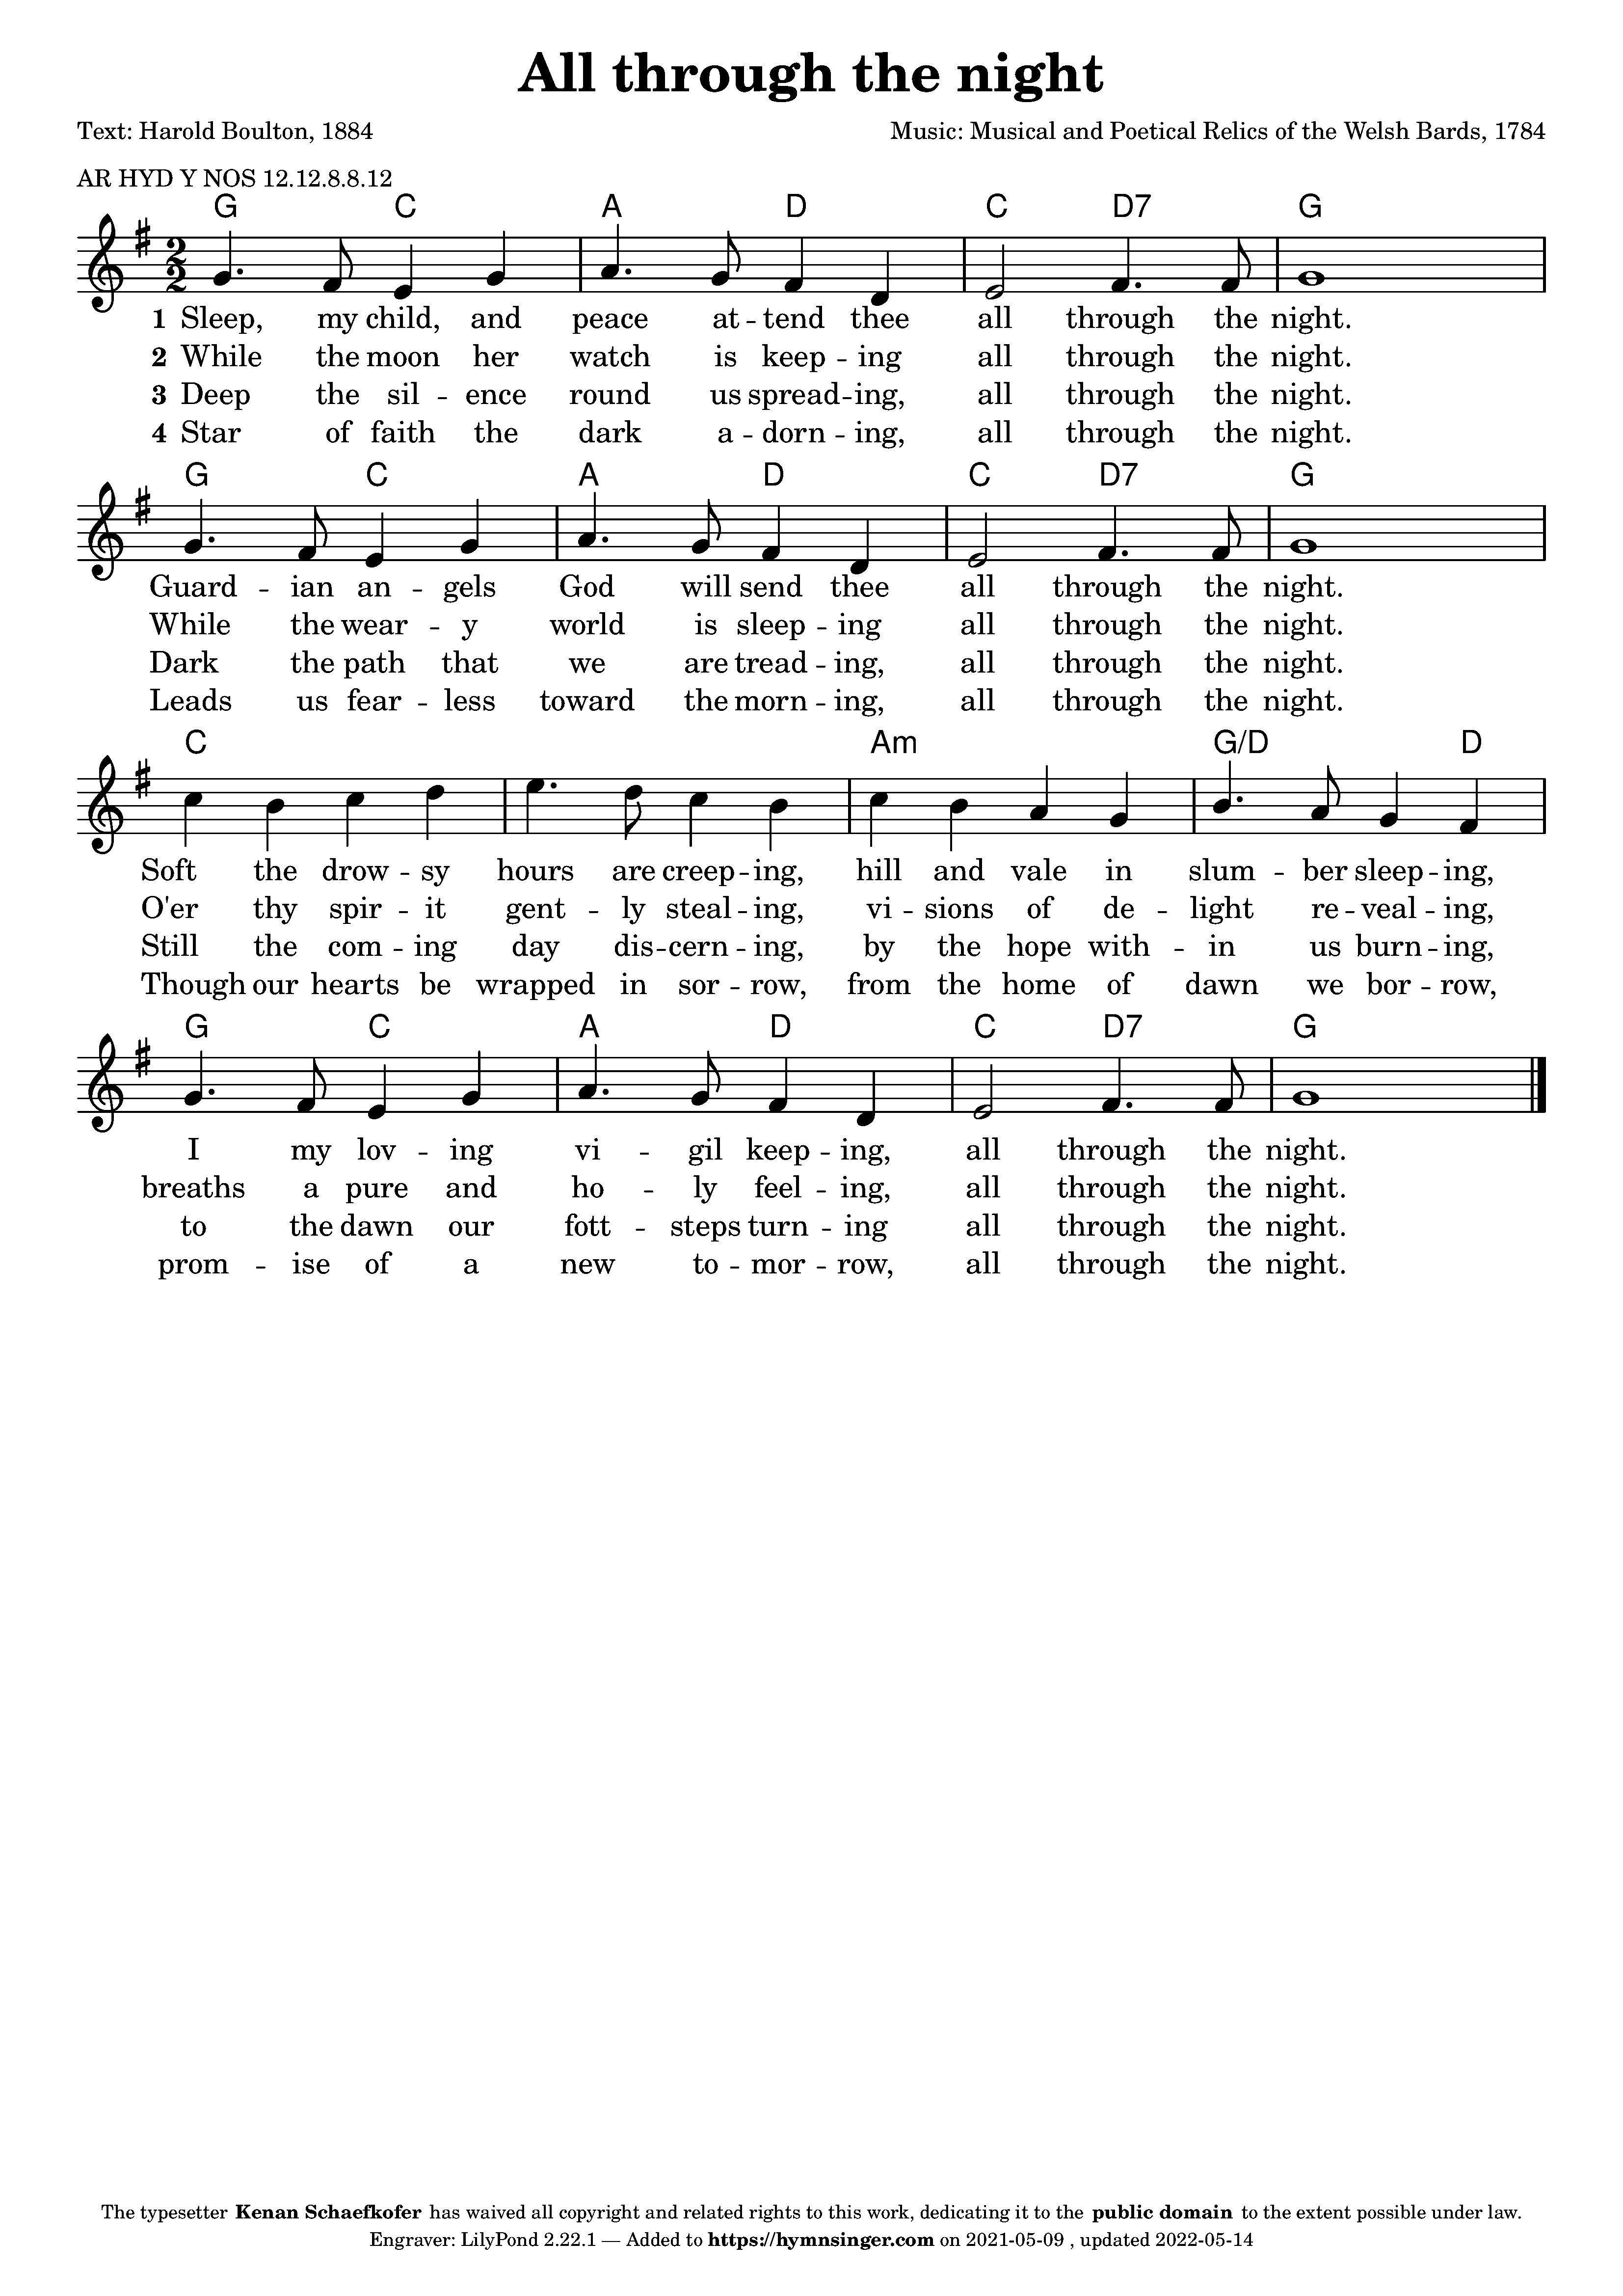 All through the night
Text: Harold Boulton, 1884 Music: Musical and Poetical Relics of the Welsh Bards, 1784
AR HYD Y NOS 12.12.8.8.12
G C A D C D7 G
1 Sleep, my child, and peace at -- tend thee all through the night.
2 While the moon her watch is keep -- ing all through the night.
3 Deep the sil -- ence round us spread -- ing, all through the night.
4 Star of faith the dark a -- dorn -- ing, all through the night.
G C A D C D7 G
Guard -- ian an -- gels God will send thee all through the night.
While the wear -- y world is sleep -- ing all through the night.
Dark the path that we are tread -- ing, all through the night.
Leads us fear -- less toward the morn -- ing, all through the night.
C Am G/D D
Soft the drow -- sy hours are creep -- ing, hill and vale in slum -- ber sleep -- ing,
O'er thy spir -- it gent -- ly steal -- ing, vi -- sions of de -- light re -- veal -- ing,
Still the com -- ing day dis -- cern -- ing, by the hope with -- in us burn -- ing,
Though our hearts be wrapped in sor -- row, from the home of dawn we bor -- row,
G C A D C D7 G
I my lov -- ing vi -- gil keep -- ing, all through the night.
breaths a pure and ho -- ly feel -- ing, all through the night.
to the dawn our fott -- steps turn -- ing all through the night.
prom -- ise of a new to -- mor -- row, all through the night.
The typesetter Kenan Schaefkofer has waived all copyright and related rights to this work, dedicating it to the public domain to the extent possible under law.
Engraver: LilyPond 2.22.1 — Added to https://hymnsinger.com on 2021-05-09 , updated 2022-05-14